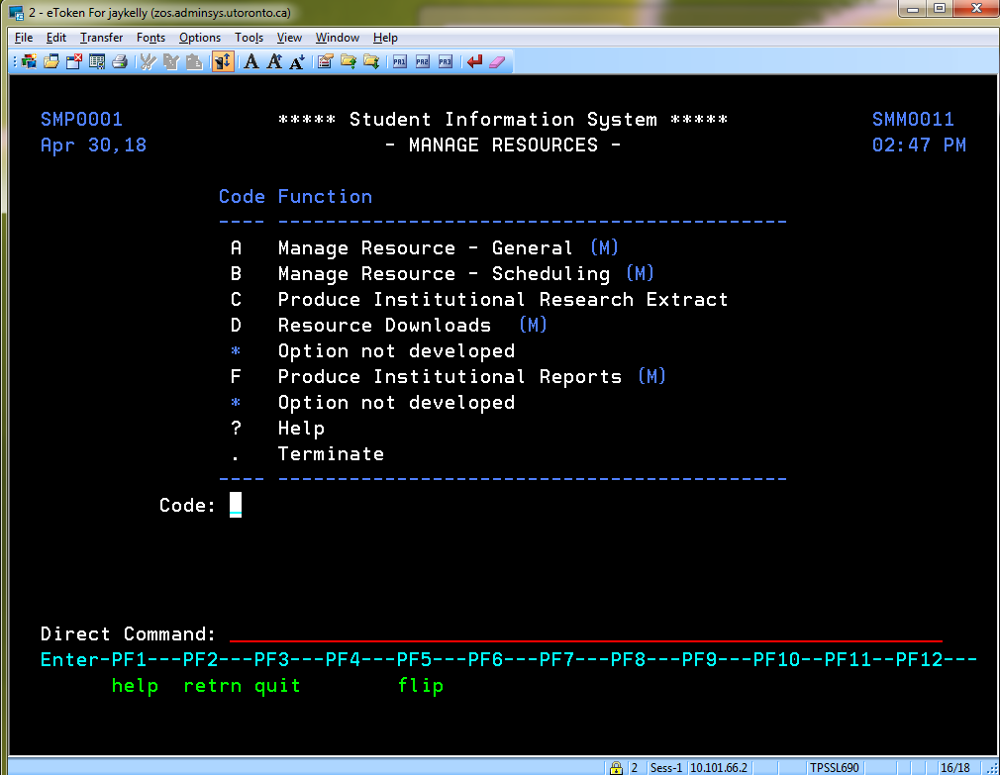 2 - eToken For jaykelly (zos.adminsys.utoronto.ca)
File Edit Transfer Fonts Options Tools View Window Help
A A A PA1 PA2 PA3
SMP0001 ***** Student Information System ***** SMM0011
Apr 30,18 - MANAGE RESOURCES - 02:47 PM
Code Function
---- -------------------------------------------
A Manage Resource - General (M)
B Manage Resource - Scheduling (M)
C Produce Institutional Research Extract
D Resource Downloads (M)
* Option not developed
F Produce Institutional Reports (M)
* Option not developed
? Help
. Terminate
---- -------------------------------------------
Code:
Direct Command:
Enter-PF1---PF2---PF3---PF4---PF5---PF6---PF7---PF8---PF9---PF10--PF11--PF12---
help retrn quit flip
2 Sess-1 10.101.66.2 TPSSL690 16/18